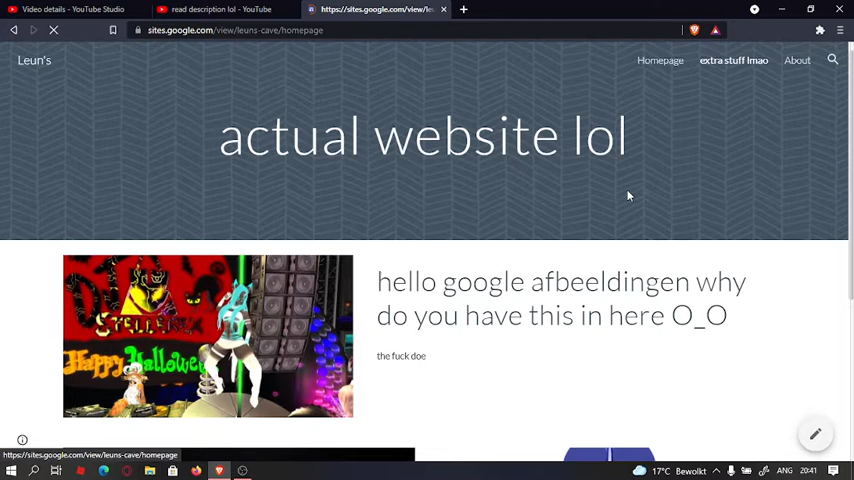 Video details - YouTube Studio
read description lol - YouTube
https://sites.google.com/view/leu
sites.google.com/view/leuns-cave/homepage
Leun's
Homepage
extra stuff lmao
About
actual website lol
STELLEREX
Happy Hallowe
hello google afbeeldingen why
do you have this in here O_O
the fuck doe
https://sites.google.com/view/leuns-cave/homepage
17°C Bewolkt
ANG
20:41